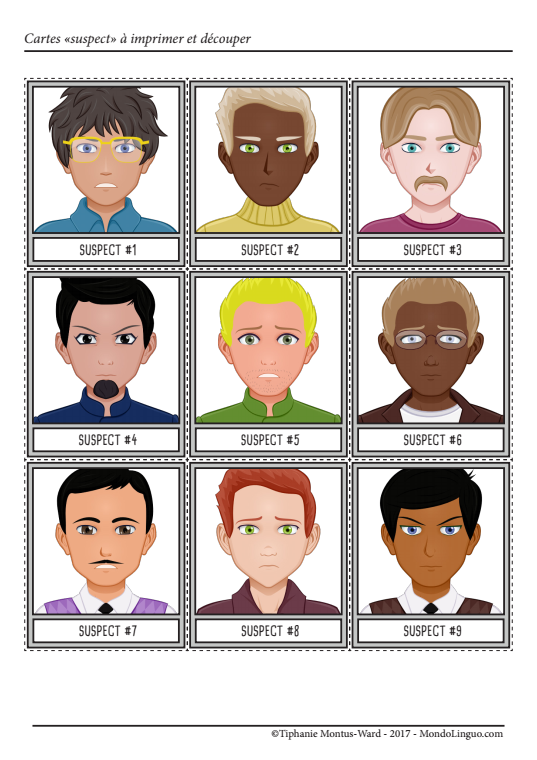 Cartes «suspect» à imprimer et découper
SUSPECT #1
SUSPECT #2
SUSPECT #3
SUSPECT #4
SUSPECT #5
SUSPECT #6
SUSPECT #7
SUSPECT #8
SUSPECT #9
©Tiphanie Montus-Ward - 2017 - MondoLinguo.com